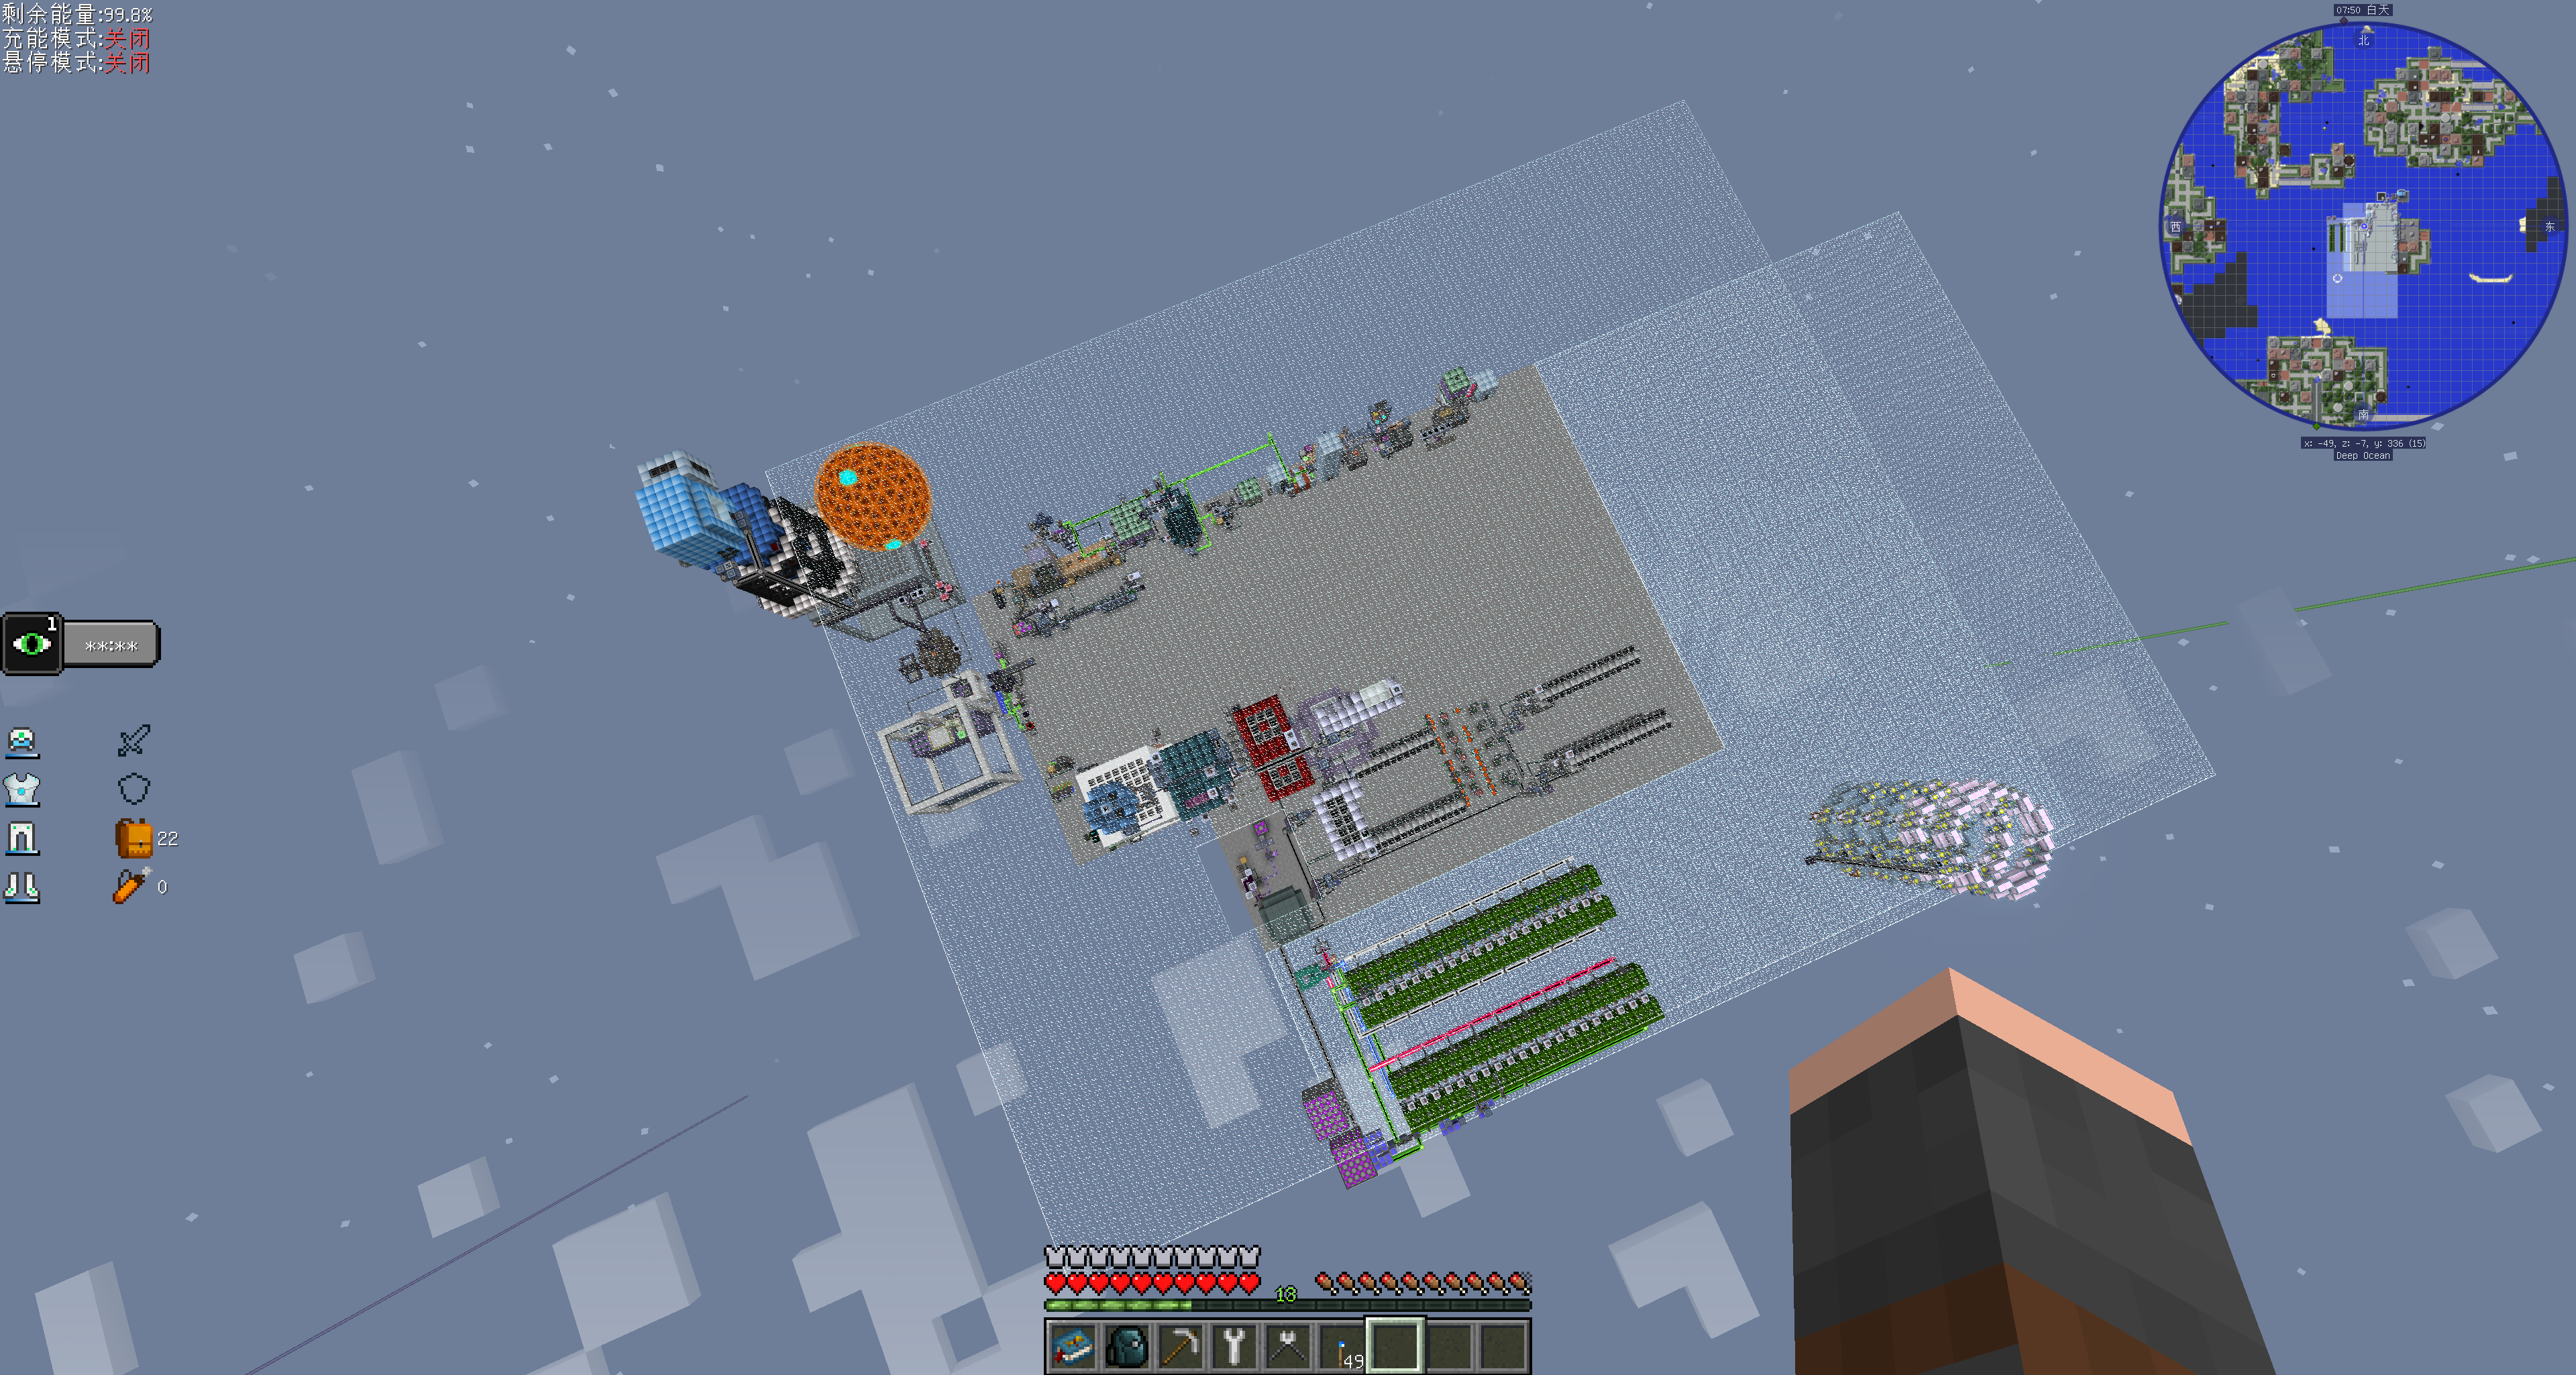 剩余能量:99.8%
充能模式:关闭
悬停模式:关闭
07:50 白天
北
西
东
南
x: -49, z: -7, y: 336 (15)
Deep Ocean
1
**:**
22
0
18
49